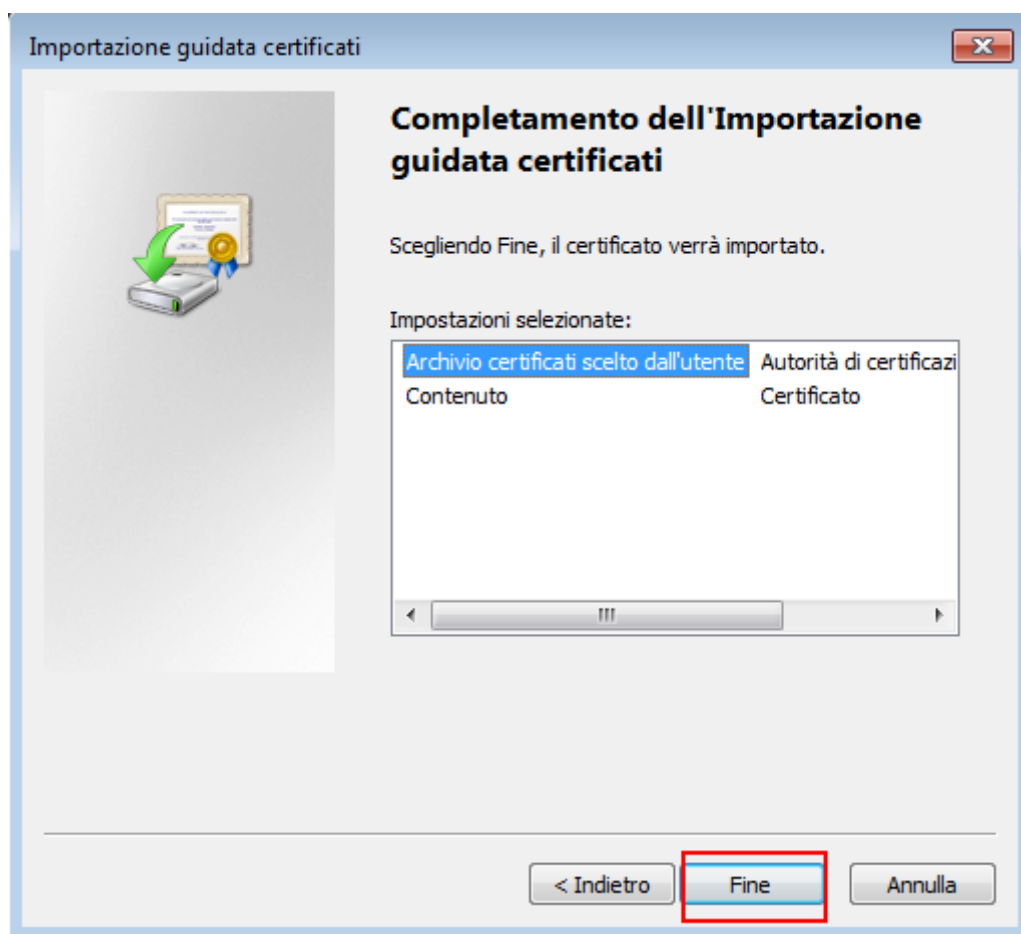 Importazione guidata certificati
Completamento dell'Importazione
guidata certificati
Scegliendo Fine, il certificato verrà importato.
Impostazioni selezionate:
Archivio certificati scelto dall'utente Autorità di certificazi
Contenuto Certificato
< Indietro Fine Annulla